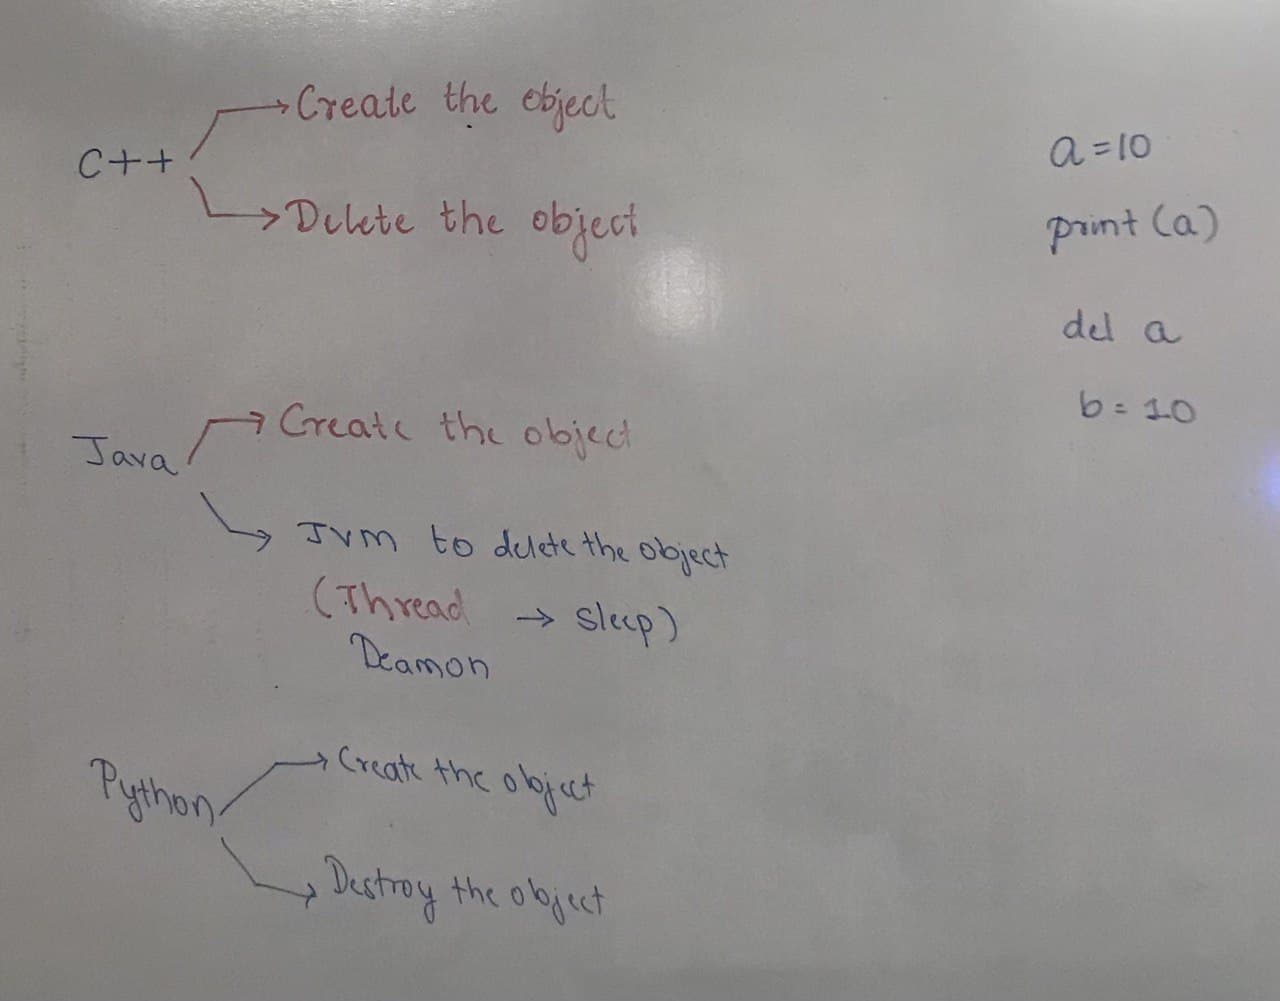 Create the object
C++
Delete the object
Java
Create the object
JVM to delete the object
(Thread → Sleep)
Deamon
Python
Create the object
Destroy the object
a=10
print (a)
del a
b=10